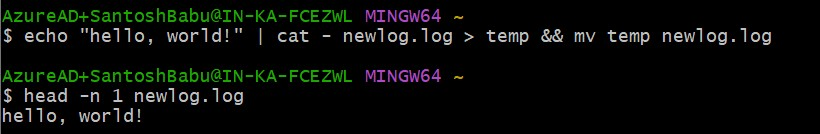 AzureAD+SantoshBabu@IN-KA-FCEZWL MINGW64 ~
$ echo "hello, world!" | cat - newlog.log > temp && mv temp newlog.log
AzureAD+SantoshBabu@IN-KA-FCEZWL MINGW64 ~
$ head -n 1 newlog.log
hello, world!